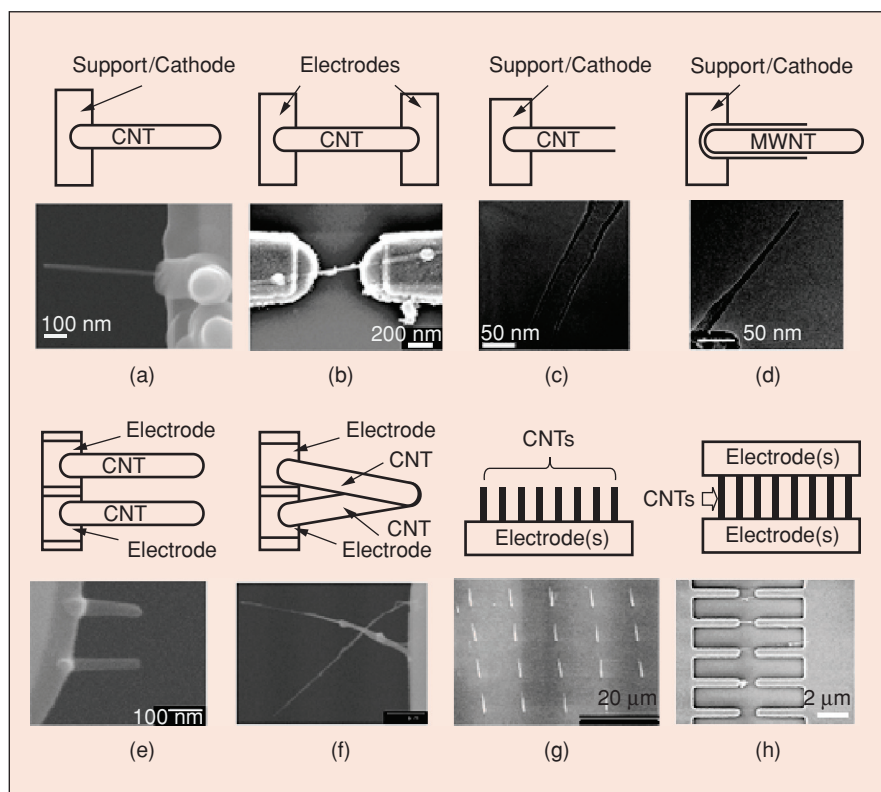 Support/Cathode
Electrodes
Support/Cathode
Support/Cathode
CNT
CNT
CNT
MWNT
100 nm
200 nm
50 nm
50 nm
(a)
(b)
(c)
(d)
Electrode
CNT
CNT
Electrode
Electrode
CNT
CNT
Electrode
CNTs
Electrode(s)
Electrode(s)
CNTs
Electrode(s)
100 nm
20 μm
2 μm
(e)
(f)
(g)
(h)